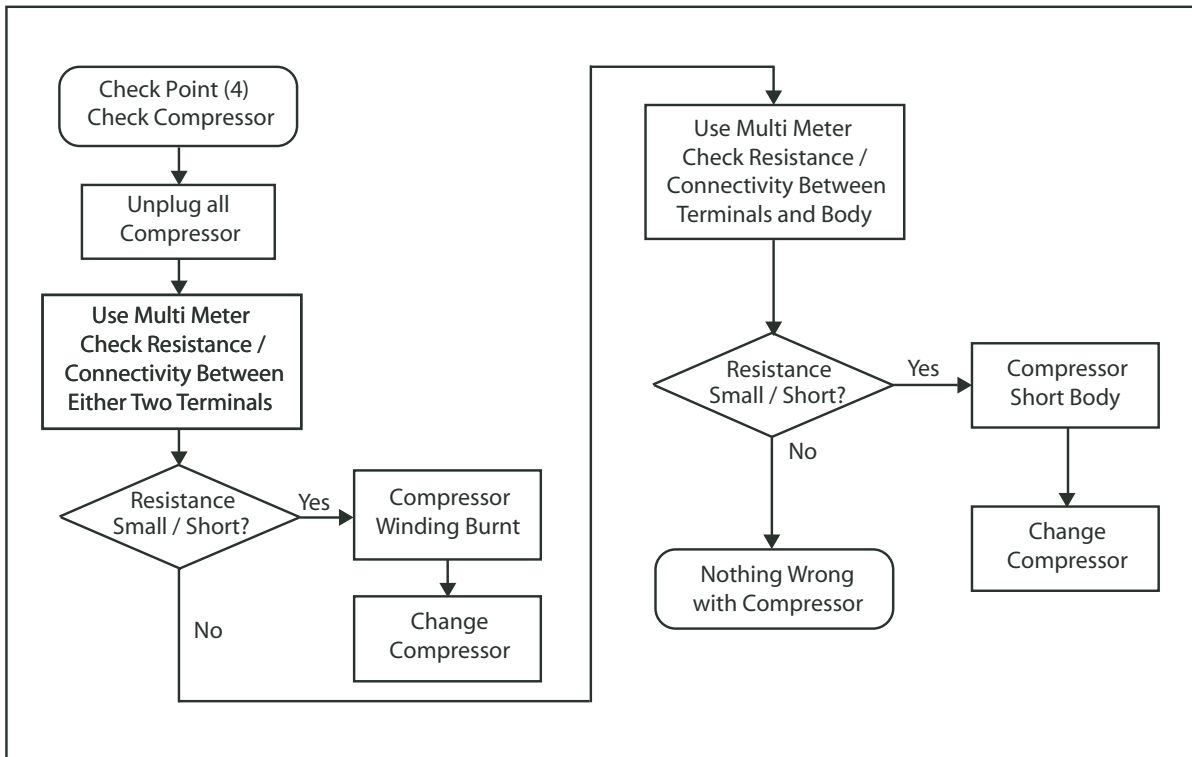 Check Point (4)
Check Compressor
Unplug all
Compressor
Use Multi Meter
Check Resistance /
Connectivity Between
Either Two Terminals
Resistance
Small / Short?
Yes
Compressor
Winding Burnt
Change
Compressor
No
Use Multi Meter
Check Resistance /
Connectivity Between
Terminals and Body
Resistance
Small / Short?
Yes
Compressor
Short Body
Change
Compressor
No
Nothing Wrong
with Compressor